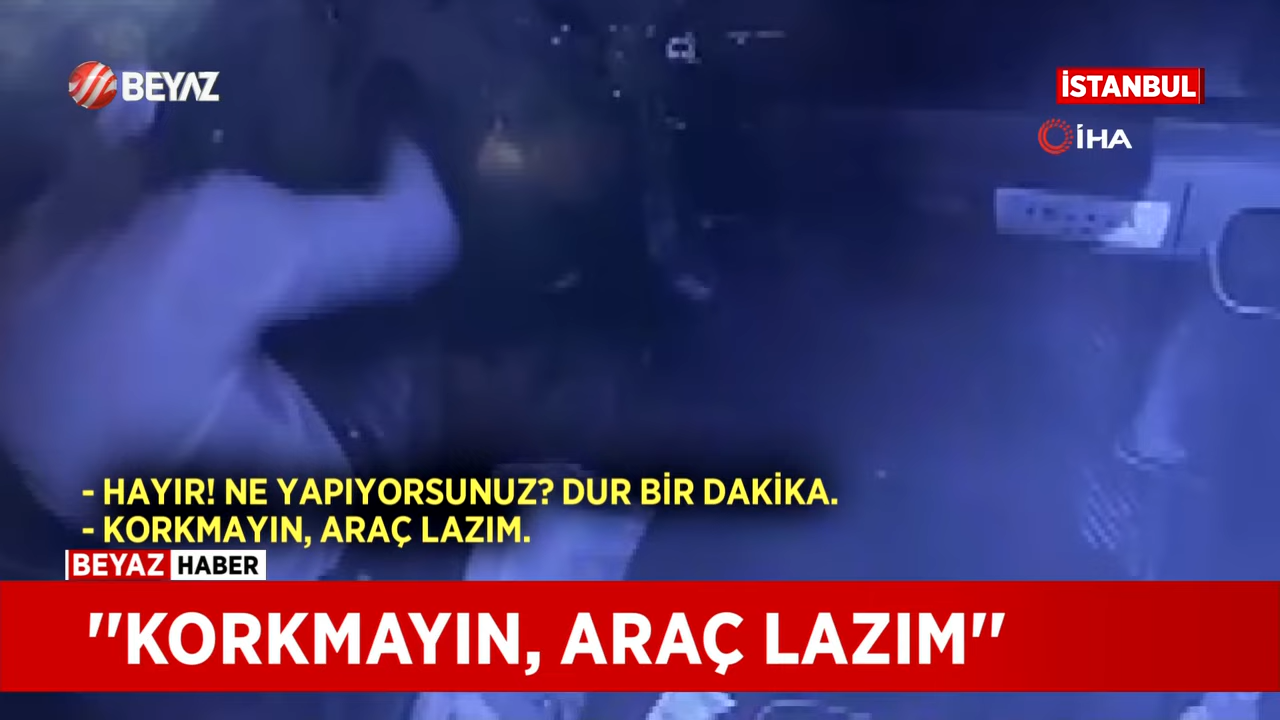 BEYAZ
İSTANBUL
İHA
- HAYIR! NE YAPIYORSUNUZ? DUR BİR DAKİKA.
- KORKMAYIN, ARAÇ LAZIM.
BEYAZ HABER
"KORKMAYIN, ARAÇ LAZIM"